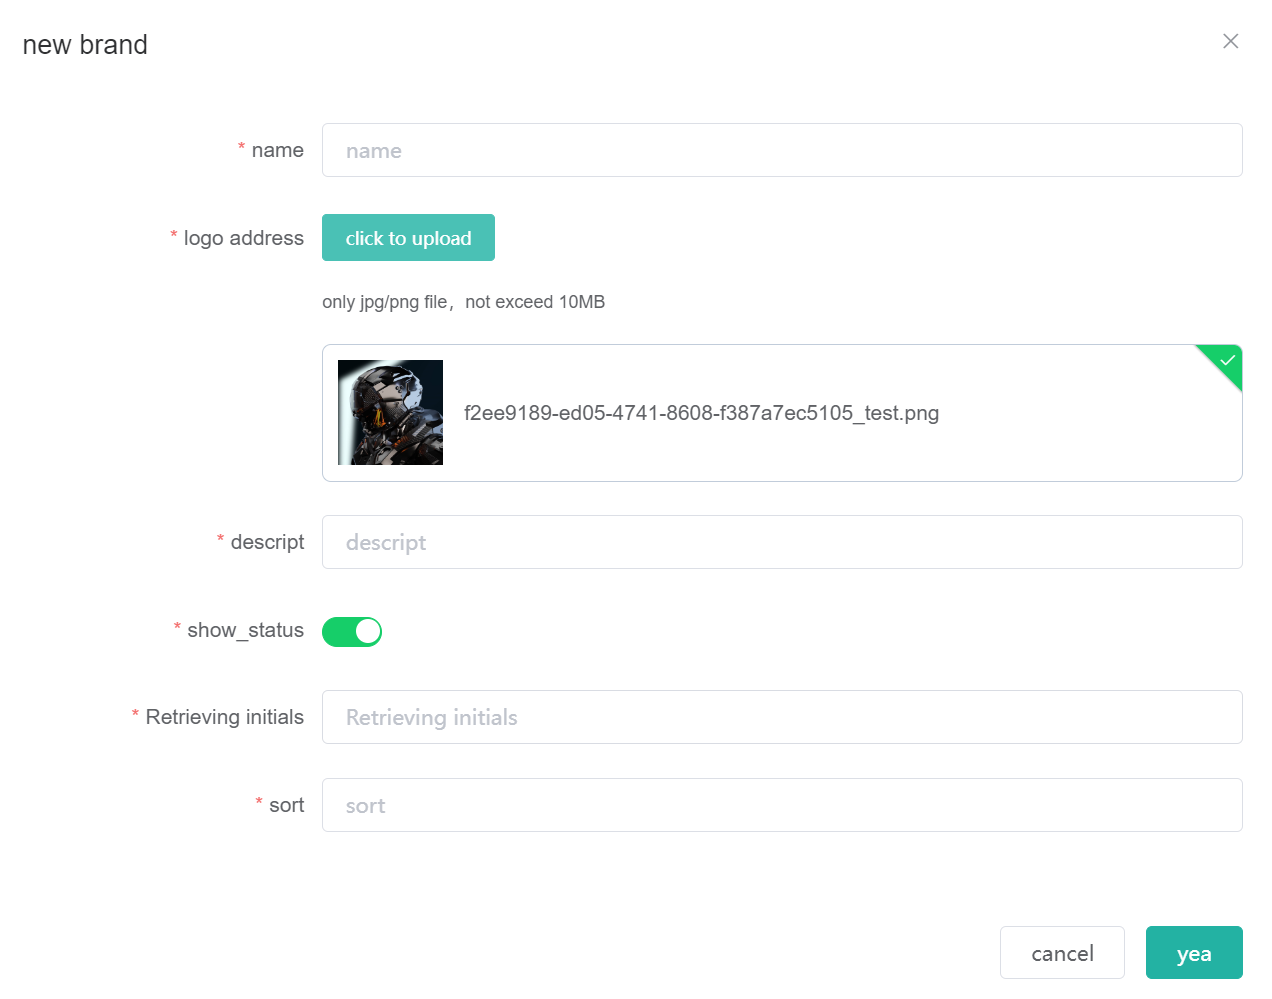 new brand
* name
name
* logo address
click to upload
only jpg/png file，not exceed 10MB
f2ee9189-ed05-4741-8608-f387a7ec5105_test.png
* descript
descript
* show_status
* Retrieving initials
Retrieving initials
* sort
sort
cancel
yea